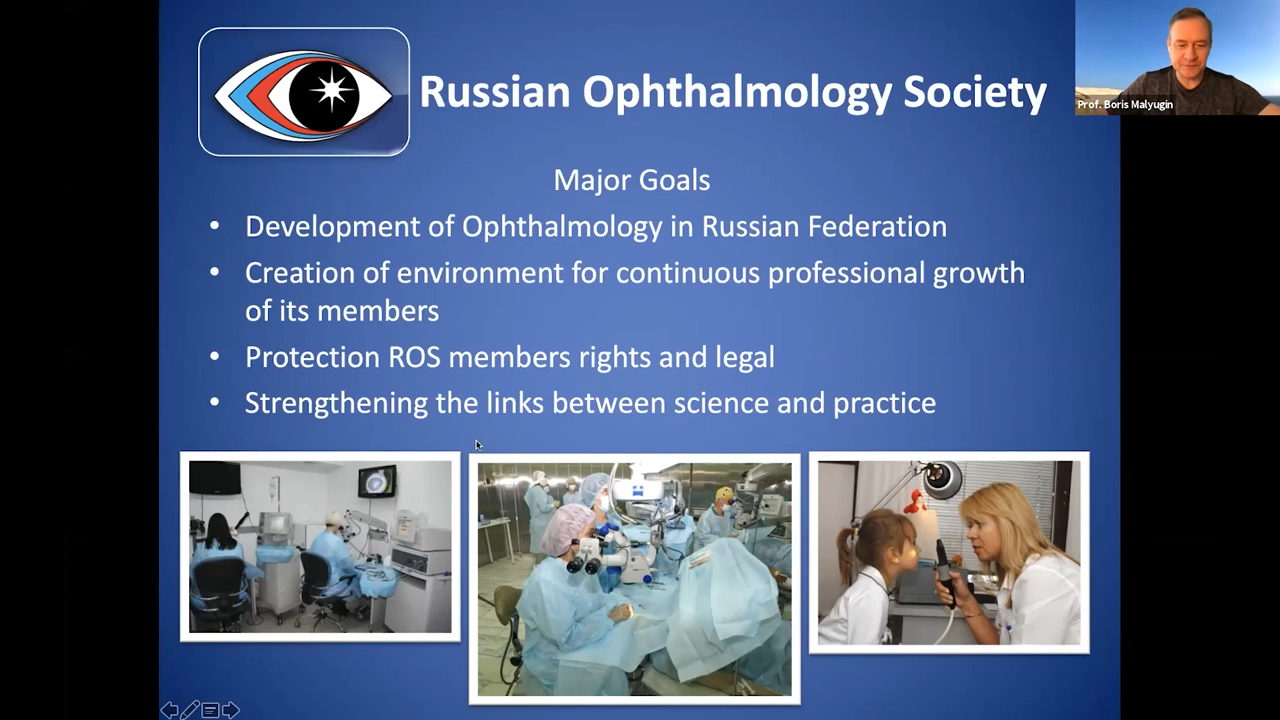 Russian Ophthalmology Society
Prof. Boris Malyugin
Major Goals
• Development of Ophthalmology in Russian Federation
• Creation of environment for continuous professional growth
of its members
• Protection ROS members rights and legal
• Strengthening the links between science and practice